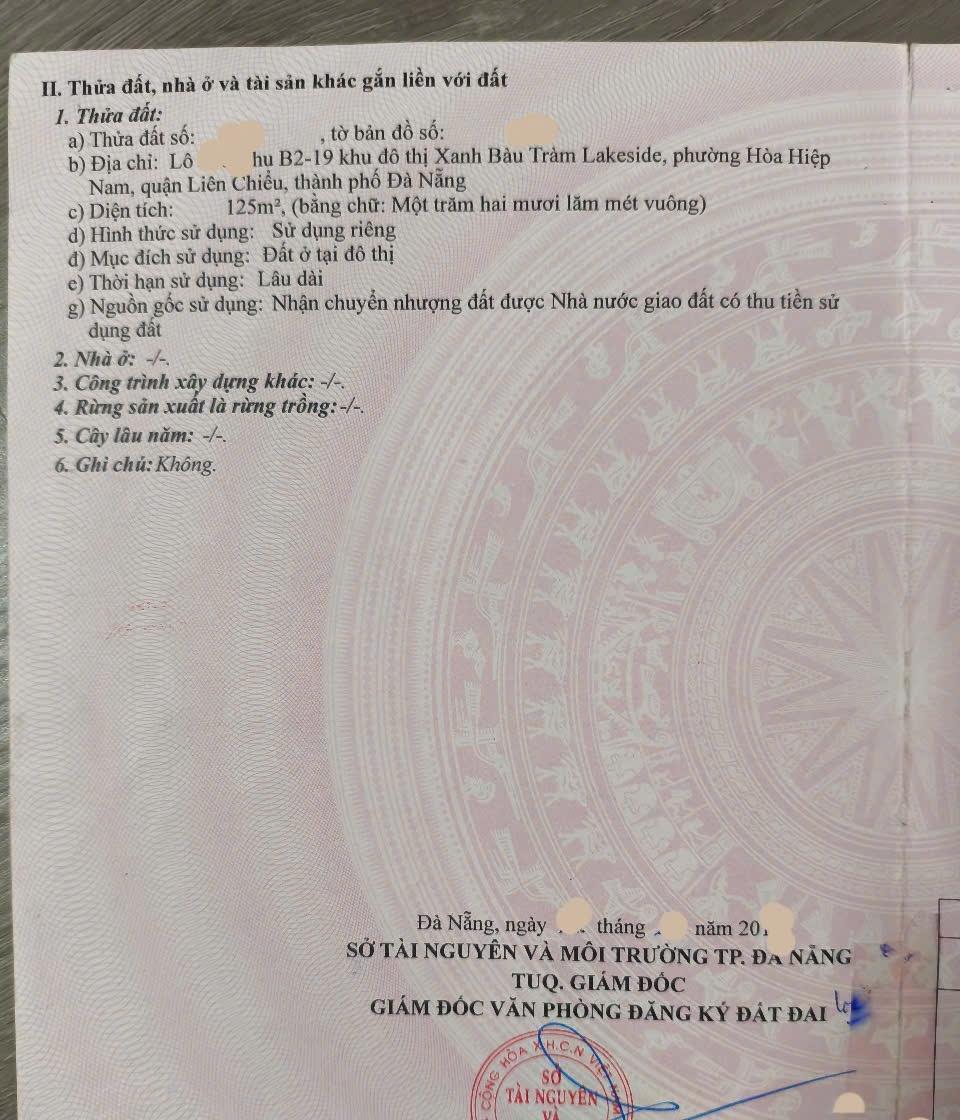 II. Thửa đất, nhà ở và tài sản khác gắn liền với đất
1. Thửa đất:
a) Thửa đất số: , tờ bản đồ số:
b) Địa chỉ: Lô hu B2-19 khu đô thị Xanh Bàu Tràm Lakeside, phường Hòa Hiệp
Nam, quận Liên Chiểu, thành phố Đà Nẵng
c) Diện tích: 125m², (bằng chữ: Một trăm hai mươi lăm mét vuông)
d) Hình thức sử dụng: Sử dụng riêng
đ) Mục đích sử dụng: Đất ở tại đô thị
e) Thời hạn sử dụng: Lâu dài
g) Nguồn gốc sử dụng: Nhận chuyển nhượng đất được Nhà nước giao đất có thu tiền sử
dụng đất
2. Nhà ở: -/-.
3. Công trình xây dựng khác: -/-.
4. Rừng sản xuất là rừng trồng: -/-.
5. Cây lâu năm: -/-.
6. Ghi chú: Không.
Đà Nẵng, ngày tháng năm 201
SỞ TÀI NGUYÊN VÀ MÔI TRƯỜNG TP. ĐÀ NẴNG
TUQ. GIÁM ĐỐC
GIÁM ĐỐC VĂN PHÒNG ĐĂNG KÝ ĐẤT ĐAI
CỘNG HÒA X.H.C.N VIỆT NAM
SỞ
TÀI NGUYÊN
VÀ